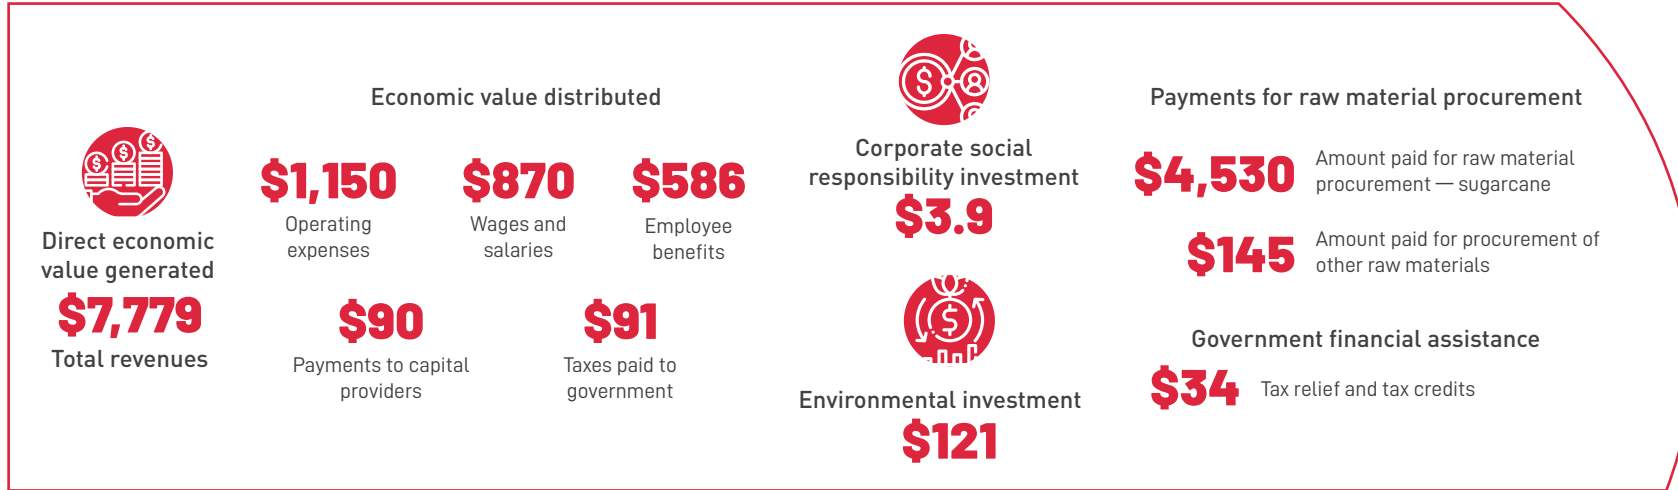 Direct economic
value generated
$7,779
Total revenues
Economic value distributed
$1,150
Operating
expenses
$870
Wages and
salaries
$586
Employee
benefits
$90
Payments to capital
providers
$91
Taxes paid to
government
Corporate social
responsibility investment
$3.9
Environmental investment
$121
Payments for raw material procurement
$4,530
Amount paid for raw material
procurement — sugarcane
$145
Amount paid for procurement of
other raw materials
Government financial assistance
$34
Tax relief and tax credits